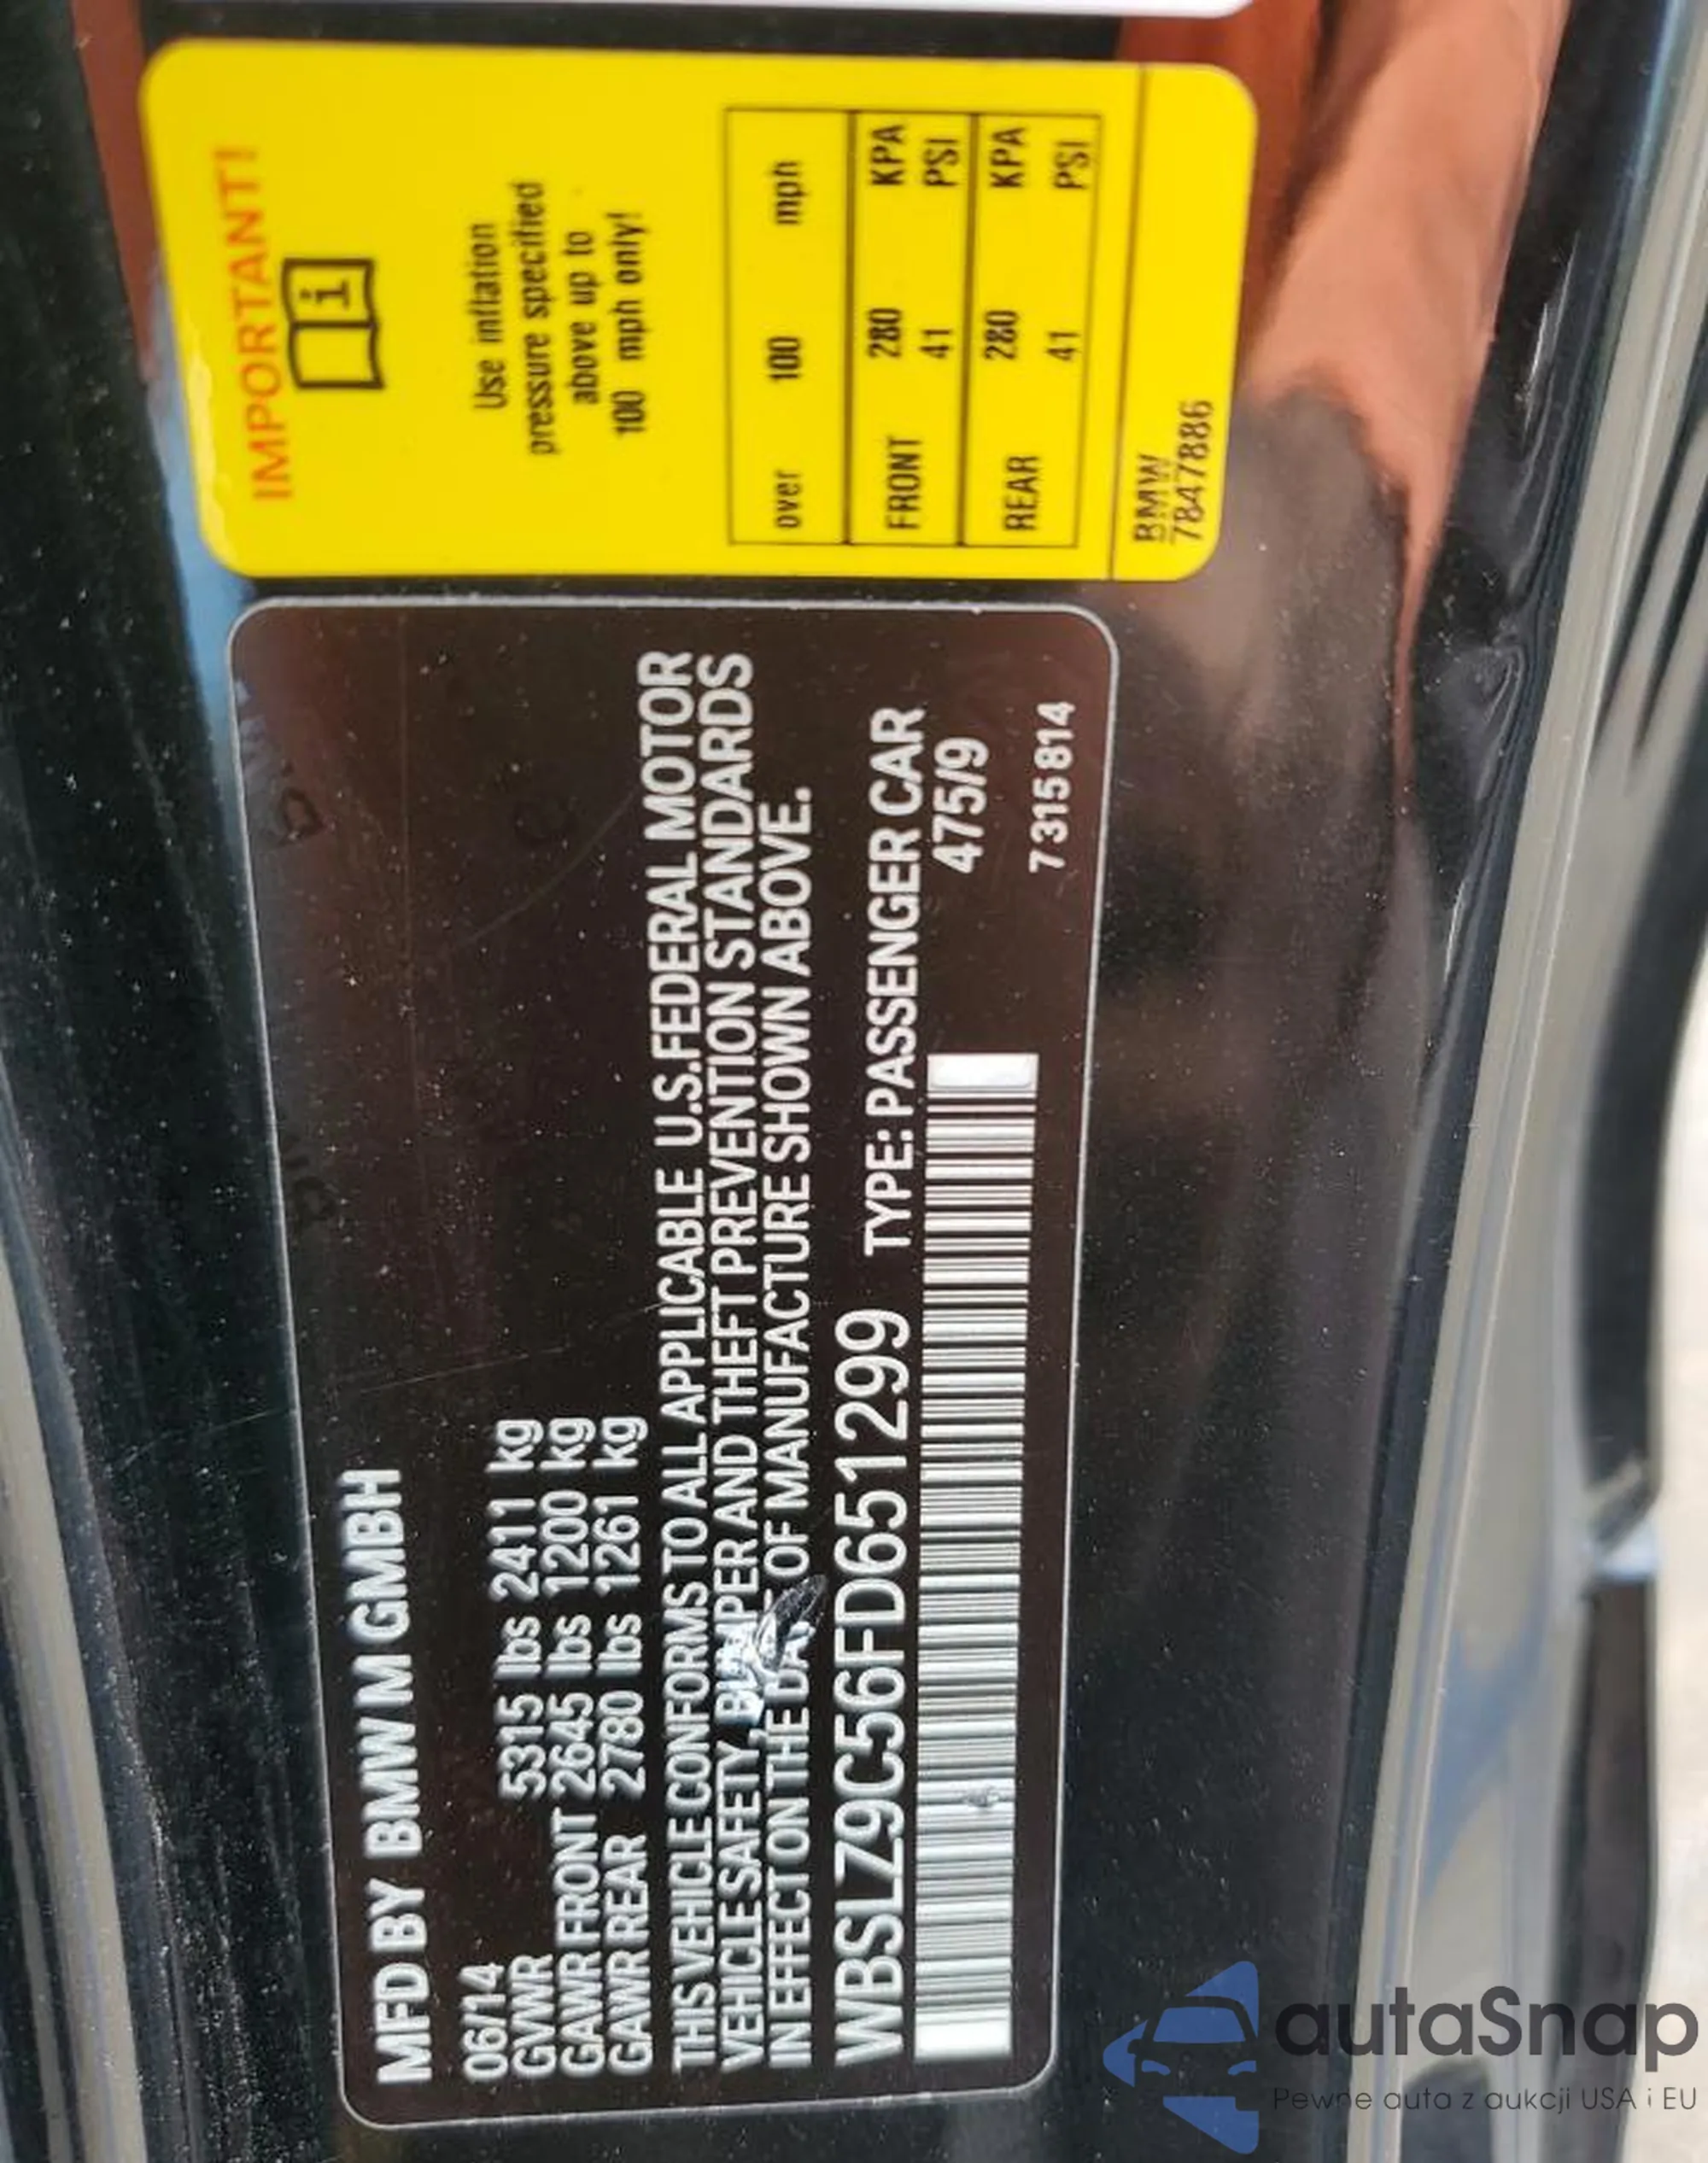 MFD BY BMW M GMBH
06/14
GVWR 5315 lbs 2411 kg
GAWR FRONT 2645 lbs 1200 kg
GAWR REAR 2780 lbs 1261 kg
THIS VEHICLE CONFORMS TO ALL APPLICABLE U.S.FEDERAL MOTOR
VEHICLE SAFETY, BUMPER AND THEFT PREVENTION STANDARDS
IN EFFECT ON THE DATE OF MANUFACTURE SHOWN ABOVE.
WBSLZ9C56FD651299 TYPE: PASSENGER CAR
475/9
7315814
IMPORTANT!
i
Use inflation
pressure specified
above up to
100 mph only!
over 100 mph
FRONT 280 KPA
41 PSI
REAR 280 KPA
41 PSI
BMW
7847886
autaSnap
Pewne auta z aukcji USA i EU